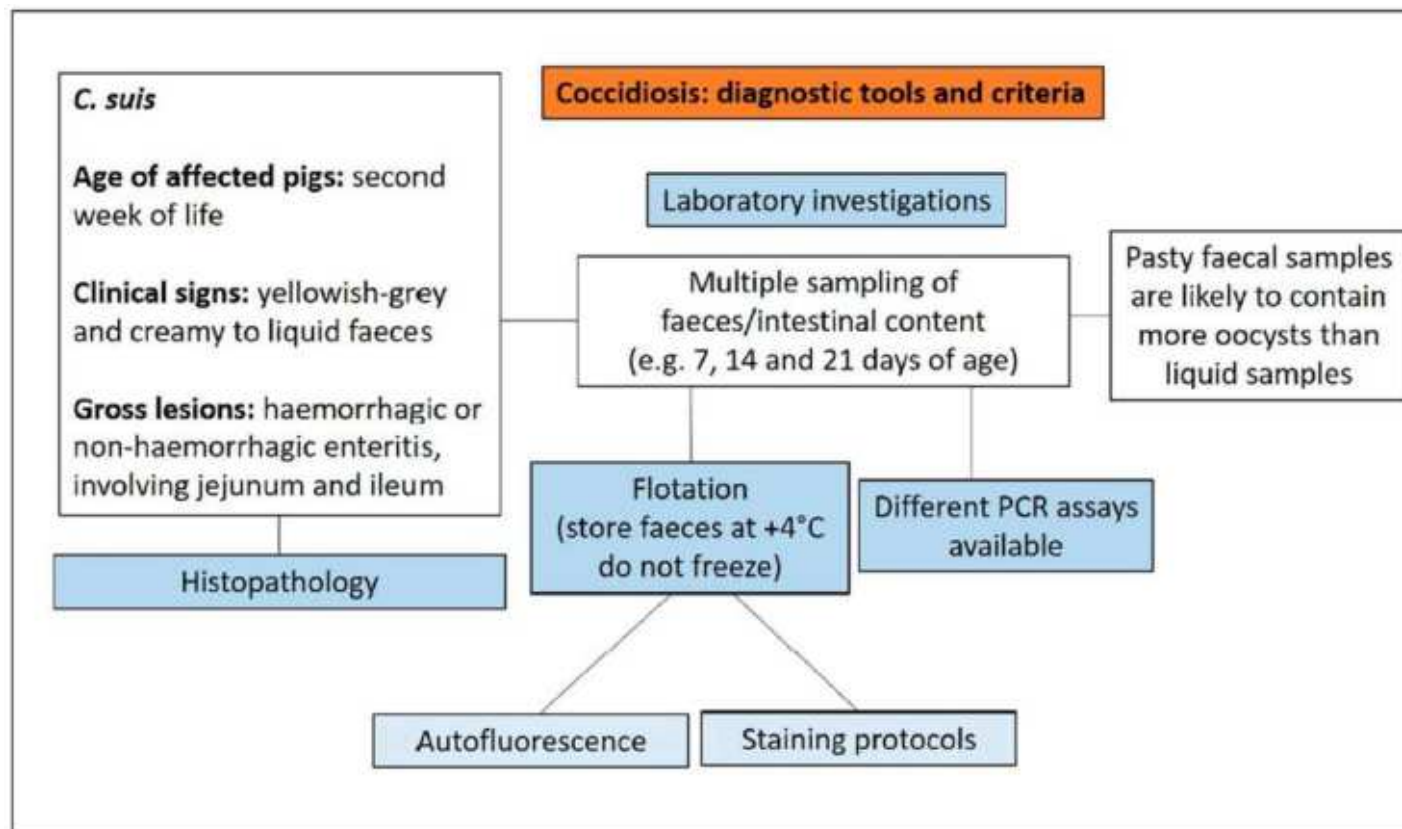 Coccidiosis: diagnostic tools and criteria
C. suis
Age of affected pigs: second
week of life
Clinical signs: yellowish-grey
and creamy to liquid faeces
Gross lesions: haemorrhagic or
non-haemorrhagic enteritis,
involving jejunum and ileum
Histopathology
Laboratory investigations
Multiple sampling of
faeces/intestinal content
(e.g. 7, 14 and 21 days of age)
Pasty faecal samples
are likely to contain
more oocysts than
liquid samples
Flotation
(store faeces at +4°C
do not freeze)
Different PCR assays
available
Autofluorescence
Staining protocols